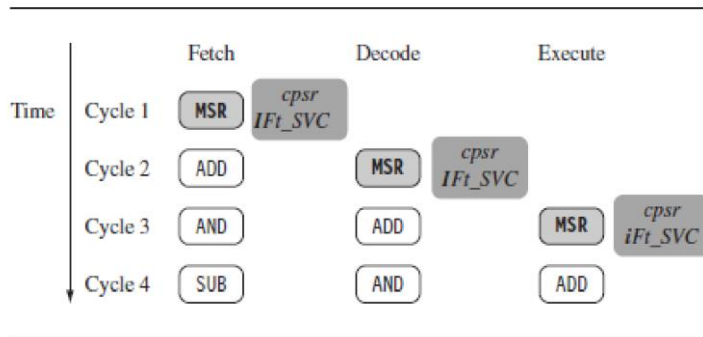 Fetch Decode Execute
Time Cycle 1 MSR cpsr IFt_SVC
Cycle 2 ADD MSR cpsr IFt_SVC
Cycle 3 AND ADD MSR cpsr iFt_SVC
Cycle 4 SUB AND ADD